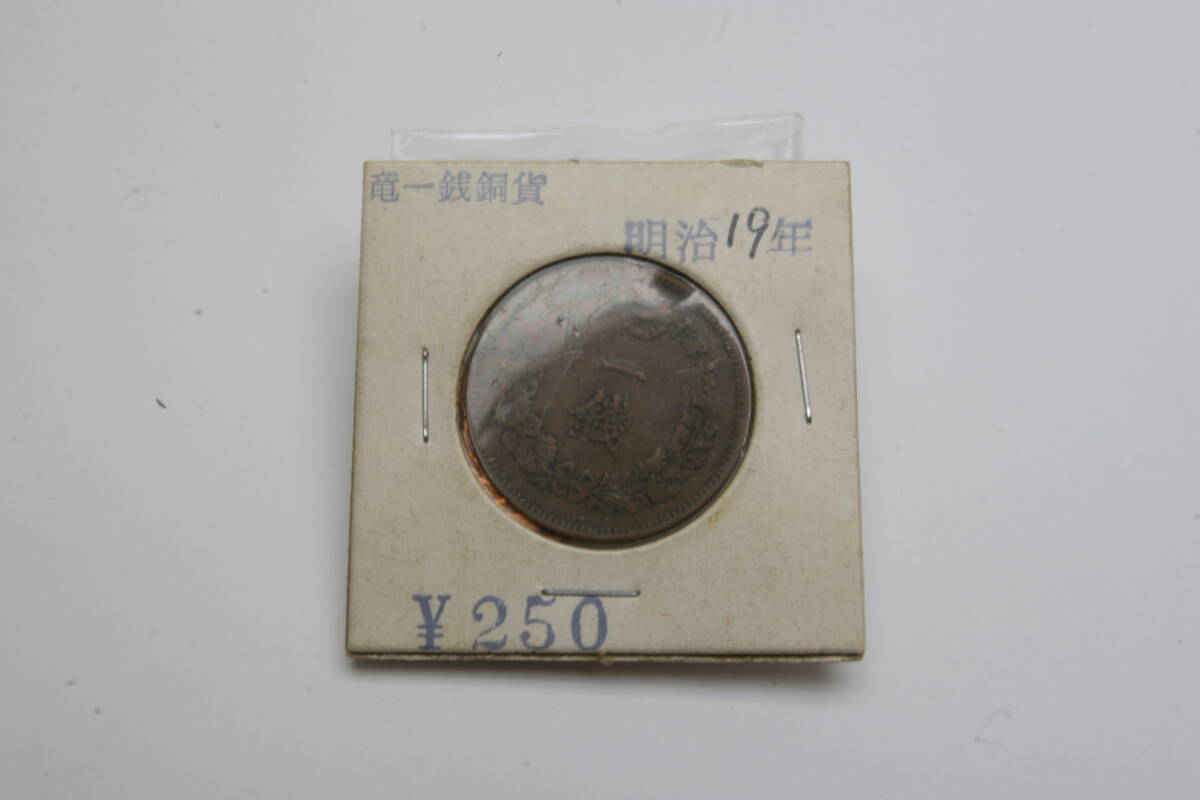 竜一銭銅貨
明治19年
一
錢
¥250